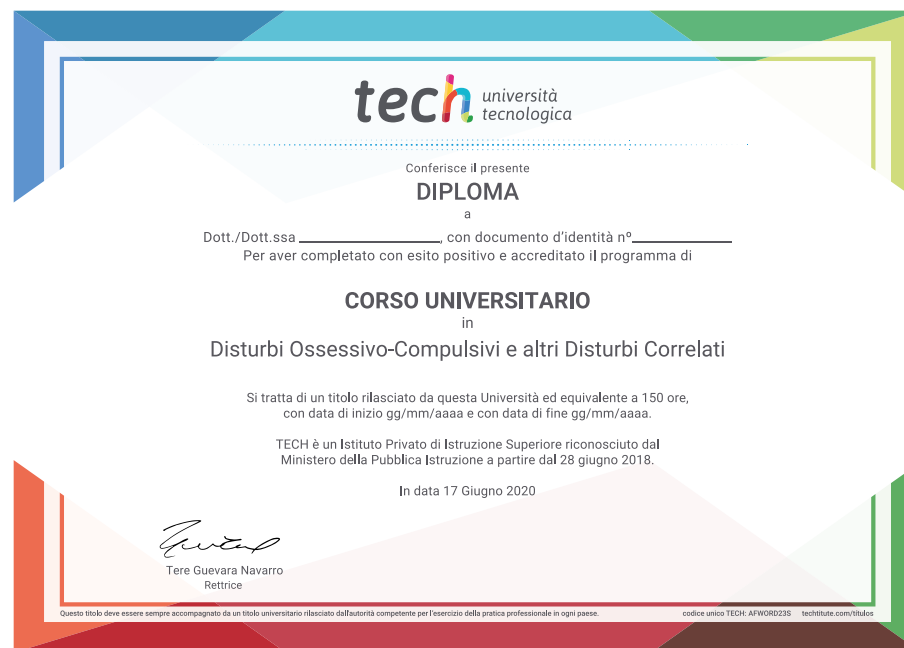 tech università
tecnologica
Conferisce il presente
DIPLOMA
a
Dott./Dott.ssa ____________________, con documento d'identità nº______________
Per aver completato con esito positivo e accreditato il programma di
CORSO UNIVERSITARIO
in
Disturbi Ossessivo-Compulsivi e altri Disturbi Correlati
Si tratta di un titolo rilasciato da questa Università ed equivalente a 150 ore,
con data di inizio gg/mm/aaaa e con data di fine gg/mm/aaaa.
TECH è un Istituto Privato di Istruzione Superiore riconosciuto dal
Ministero della Pubblica Istruzione a partire dal 28 giugno 2018.
In data 17 Giugno 2020
Tere Guevara Navarro
Rettrice
Questo titolo deve essere sempre accompagnato da un titolo universitario rilasciato dall'autorità competente per l'esercizio della pratica professionale in ogni paese. codice unico TECH: AFWORD23S techtitute.com/titulos